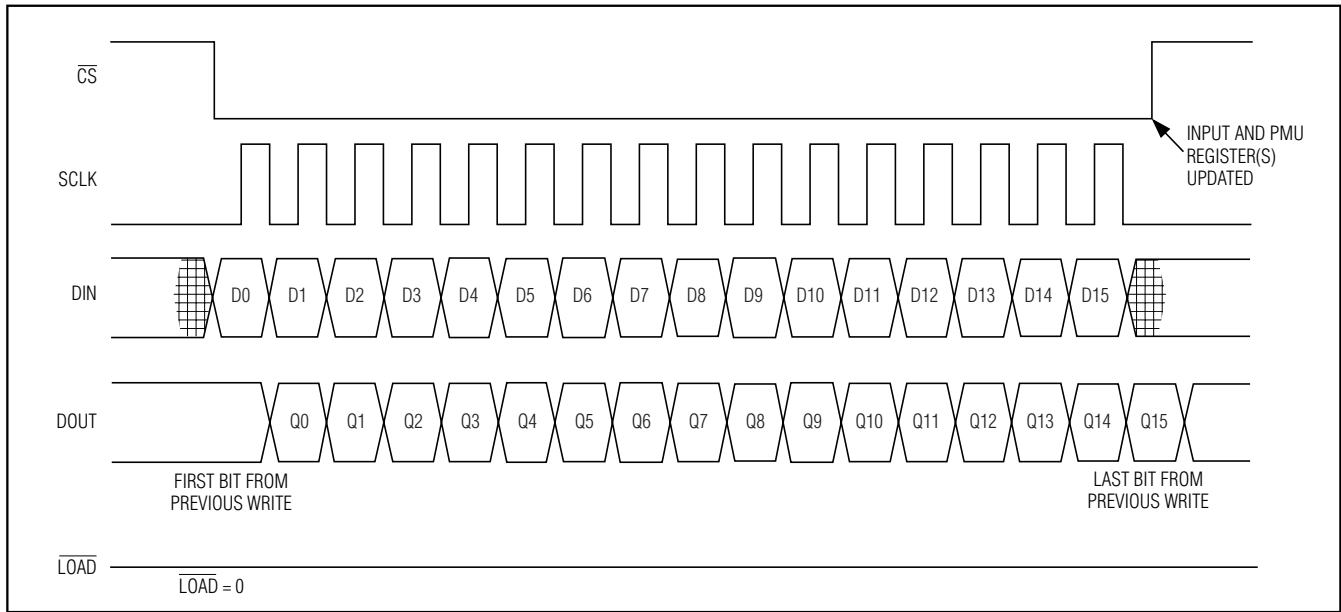 CS
INPUT AND PMU
REGISTER(S)
UPDATED
SCLK
DIN
D0 D1 D2 D3 D4 D5 D6 D7 D8 D9 D10 D11 D12 D13 D14 D15
DOUT
Q0 Q1 Q2 Q3 Q4 Q5 Q6 Q7 Q8 Q9 Q10 Q11 Q12 Q13 Q14 Q15
FIRST BIT FROM
PREVIOUS WRITE
LAST BIT FROM
PREVIOUS WRITE
LOAD
LOAD = 0